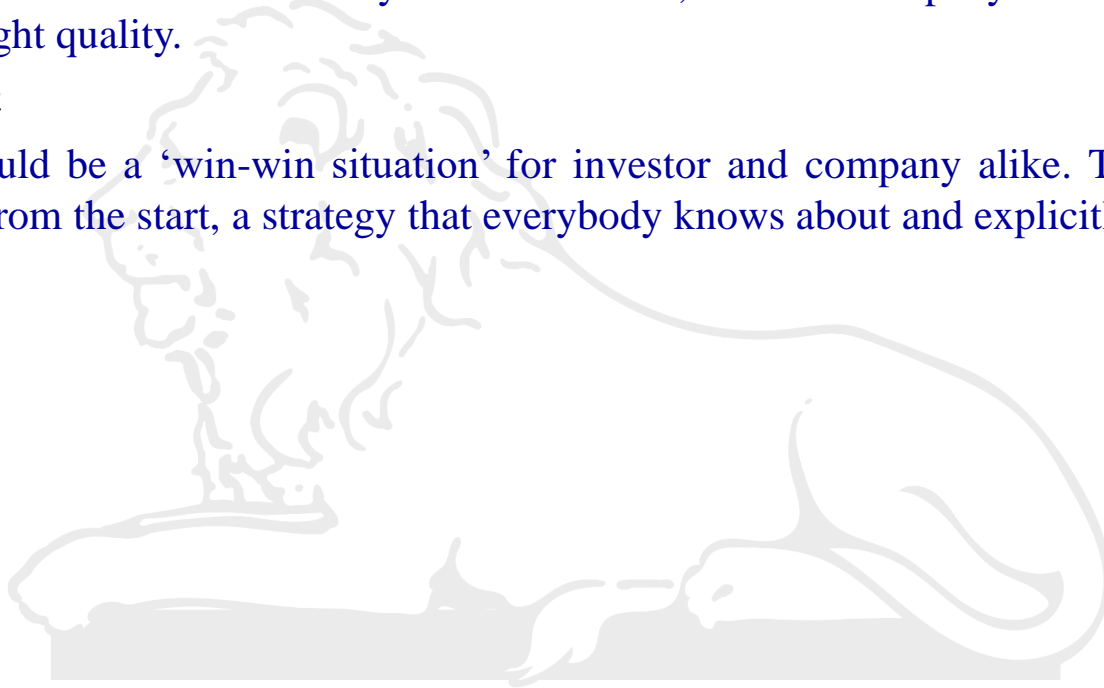 ght quality.
uld be a ‘win-win situation’ for investor and company alike. T
rom the start, a strategy that everybody knows about and explicitl